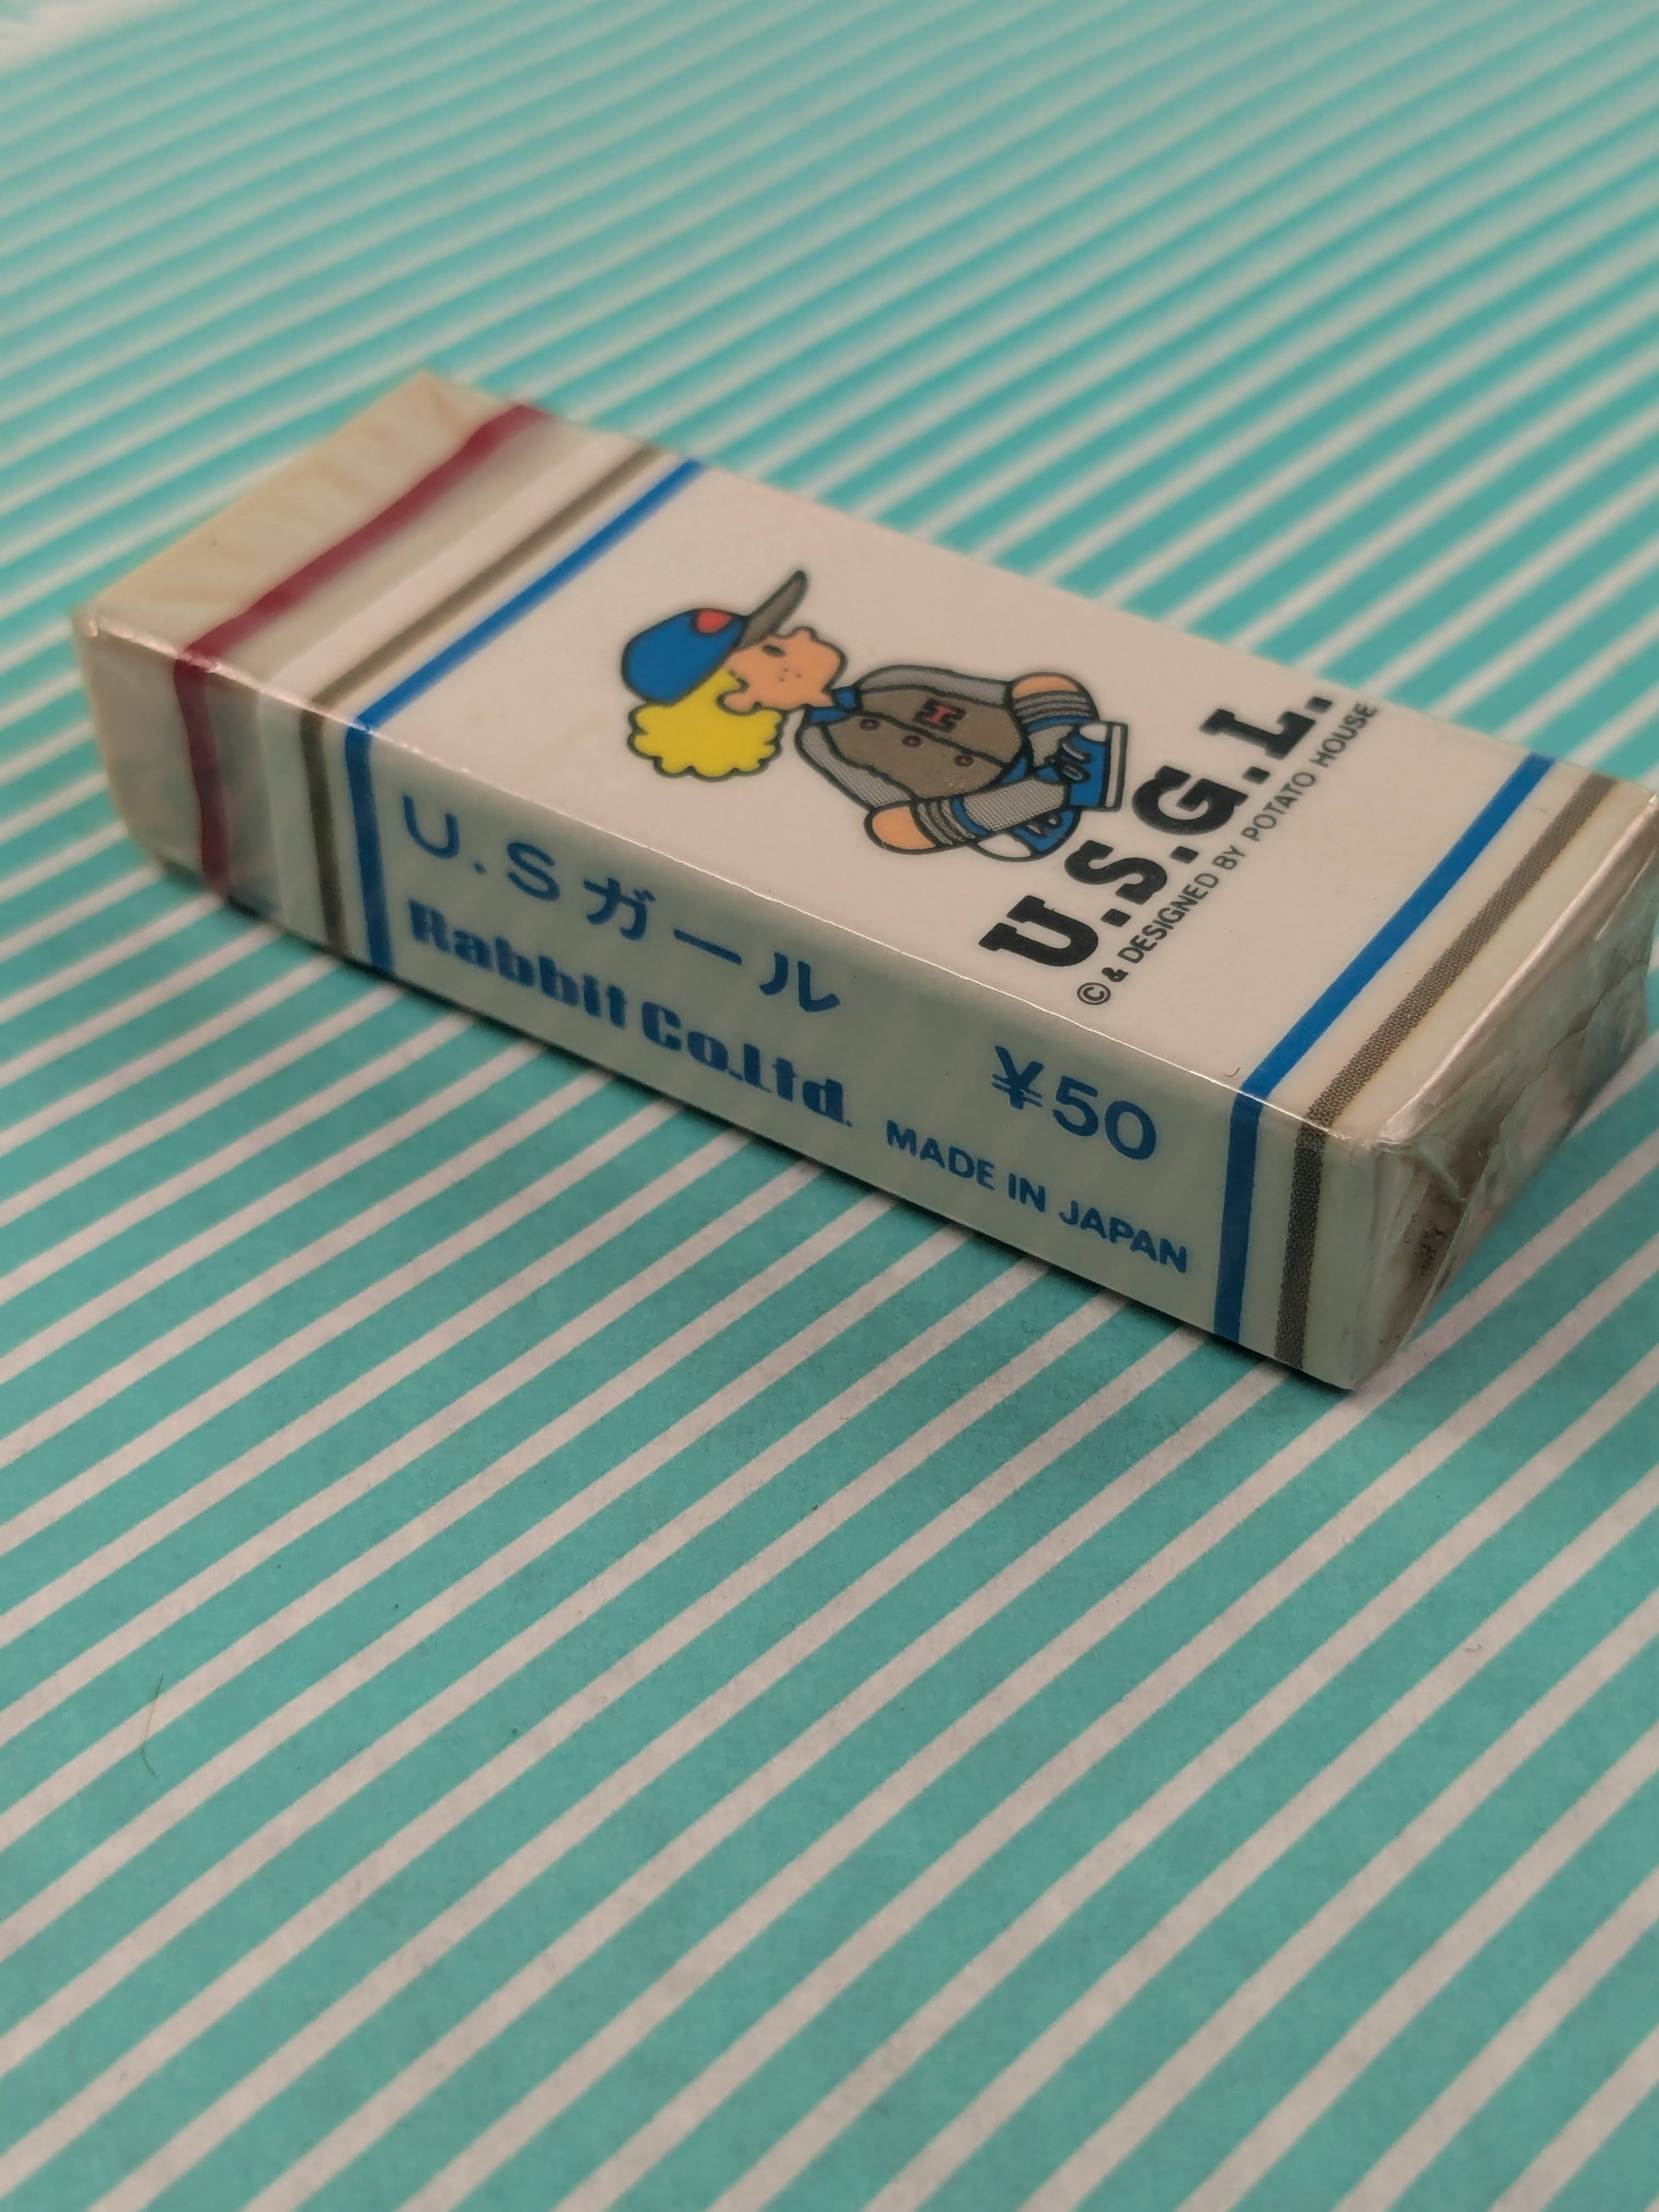 U.S.G.L.
© & DESIGNED BY POTATO HOUSE
U.Sガール ¥50
Rabbit Co.Ltd. MADE IN JAPAN